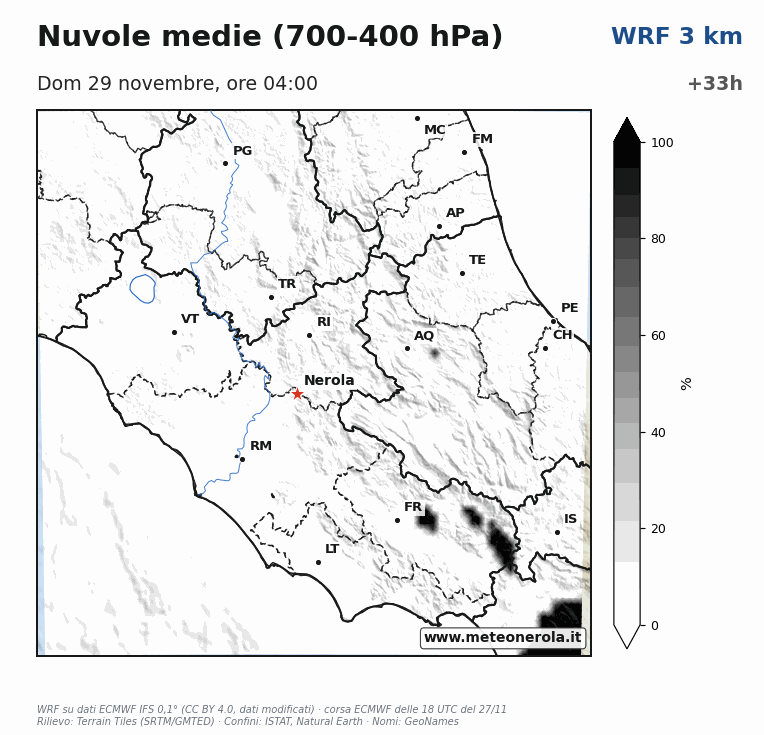 Nuvole medie (700-400 hPa)
WRF 3 km
Dom 29 novembre, ore 04:00
+33h
MC
FM
PG
AP
TE
TR
PE
VT
RI
AQ
CH
Nerola
RM
FR
IS
LT
www.meteonerola.it
100
80
60
%
40
20
0
WRF su dati ECMWF IFS 0,1° (CC BY 4.0, dati modificati) · corsa ECMWF delle 18 UTC del 27/11
Rilievo: Terrain Tiles (SRTM/GMTED) · Confini: ISTAT, Natural Earth · Nomi: GeoNames